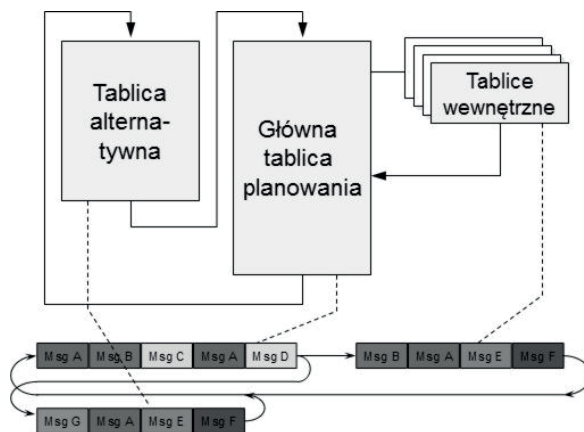 Tablica
alterna-
tywna
Główna
tablica
planowania
Tablice
wewnętrzne
Msg A Msg B Msg C Msg A Msg D
Msg B Msg A Msg E Msg F
Msg G Msg A Msg E Msg F